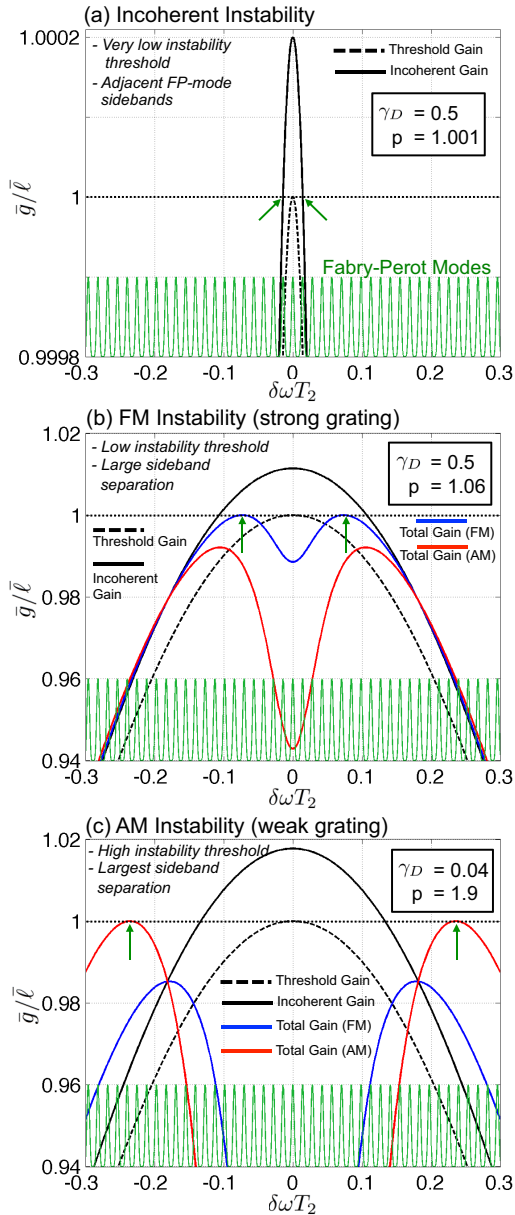 (a) Incoherent Instability
1.0002
- Very low instability
threshold
- Adjacent FP-mode
sidebands
Threshold Gain
Incoherent Gain
γD = 0.5
p = 1.001
ḡ/ℓ̄
1
Fabry-Perot Modes
0.9998
-0.3 -0.2 -0.1 0 0.1 0.2 0.3
δωT2
(b) FM Instability (strong grating)
1.02
- Low instability threshold
- Large sideband
separation
γD = 0.5
p = 1.06
1
Threshold Gain
Incoherent
Gain
Total Gain (FM)
Total Gain (AM)
ḡ/ℓ̄
0.98
0.96
0.94
-0.3 -0.2 -0.1 0 0.1 0.2 0.3
δωT2
(c) AM Instability (weak grating)
1.02
- High instability threshold
- Largest sideband
separation
γD = 0.04
p = 1.9
1
ḡ/ℓ̄
0.98
Threshold Gain
Incoherent Gain
Total Gain (FM)
Total Gain (AM)
0.96
0.94
-0.3 -0.2 -0.1 0 0.1 0.2 0.3
δωT2